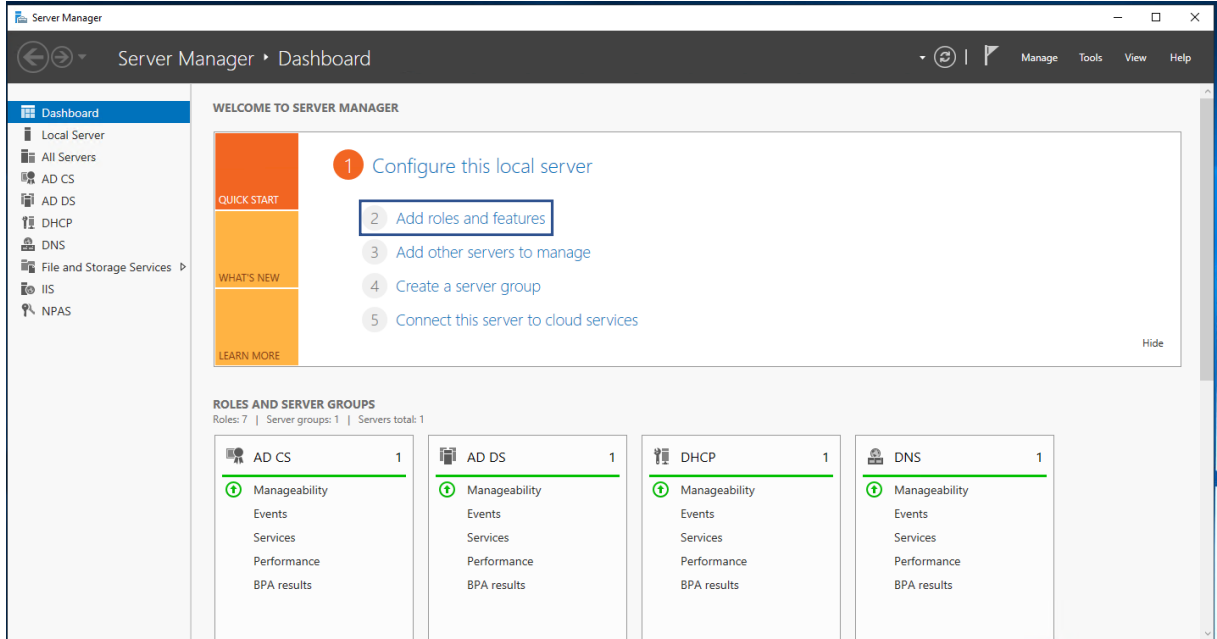 Server Manager
Server Manager ‣ Dashboard
Manage Tools View Help
Dashboard
Local Server
All Servers
AD CS
AD DS
DHCP
DNS
File and Storage Services
IIS
NPAS
WELCOME TO SERVER MANAGER
QUICK START
WHAT'S NEW
LEARN MORE
1 Configure this local server
2 Add roles and features
3 Add other servers to manage
4 Create a server group
5 Connect this server to cloud services
Hide
ROLES AND SERVER GROUPS
Roles: 7 | Server groups: 1 | Servers total: 1
AD CS 1
Manageability
Events
Services
Performance
BPA results
AD DS 1
Manageability
Events
Services
Performance
BPA results
DHCP 1
Manageability
Events
Services
Performance
BPA results
DNS 1
Manageability
Events
Services
Performance
BPA results